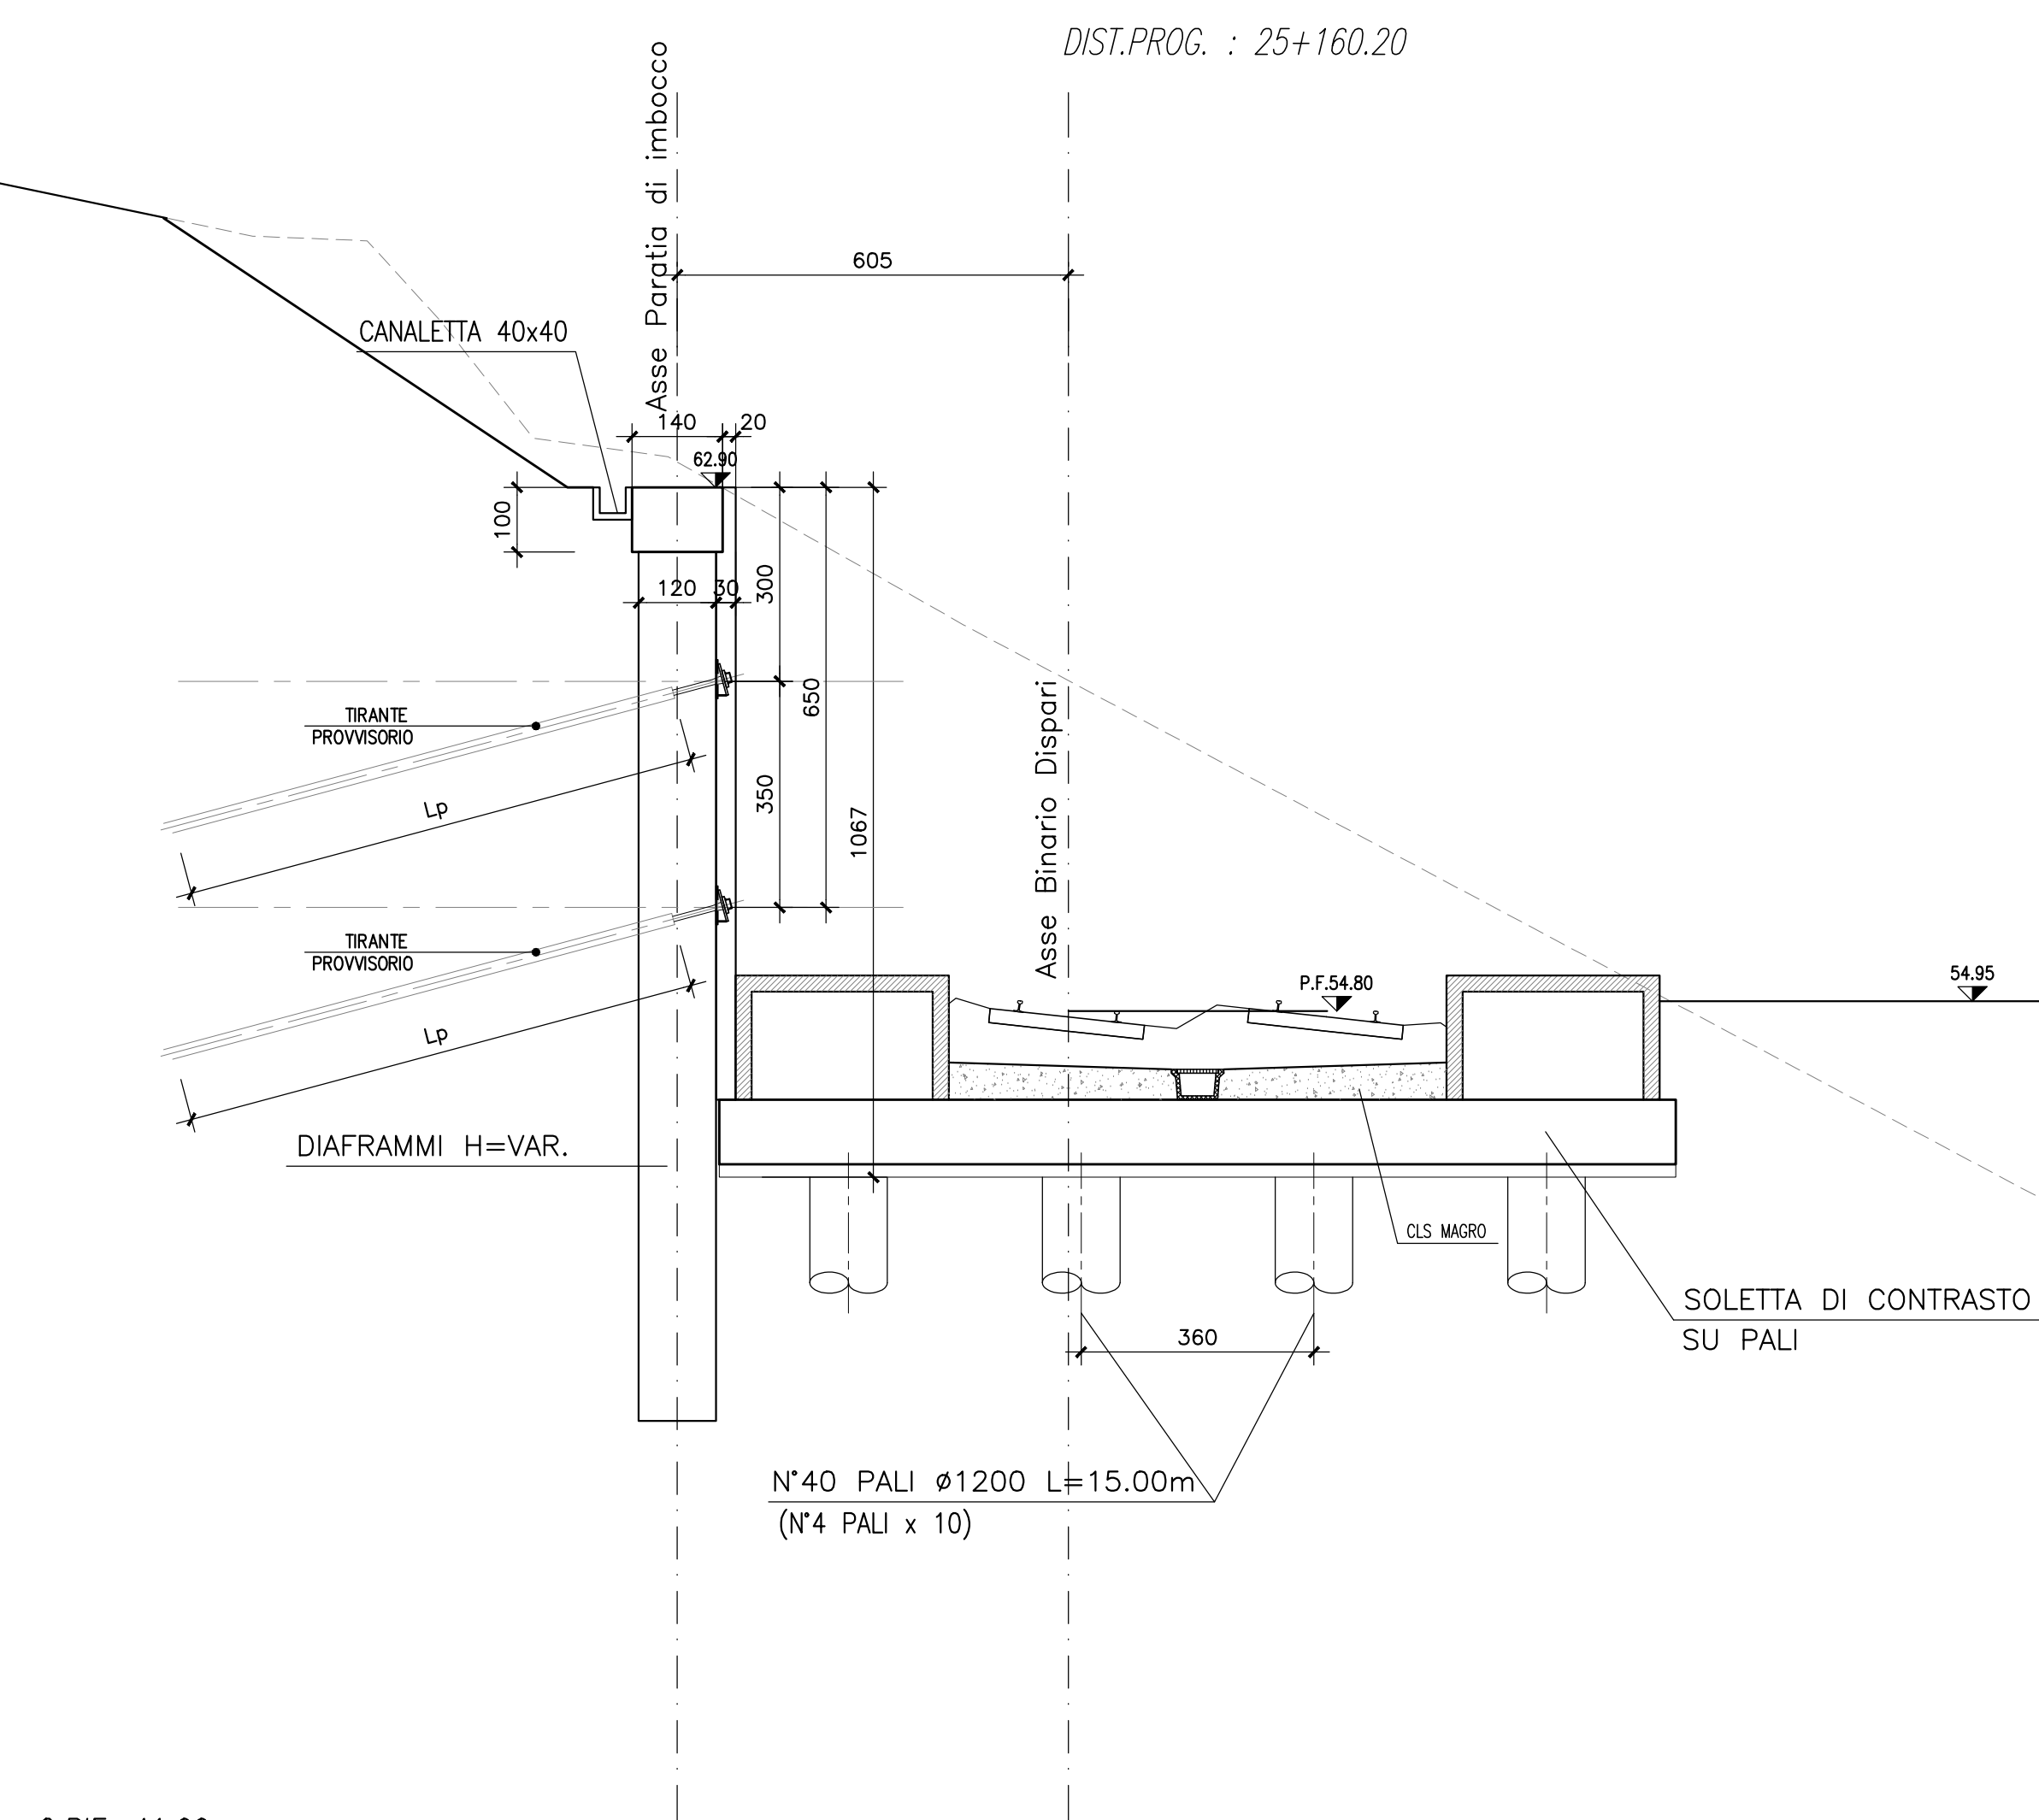 DIST.PROG. : 25+160.20
Asse Paratia di imbocco
605
CANALETTA 40x40
140
20
62.90
100
120
30
300
650
350
1067
TIRANTE
PROVVISORIO
Lp
Asse Binario Dispari
TIRANTE
PROVVISORIO
Lp
P.F.54.80
54.95
DIAFRAMMI H=VAR.
CLS MAGRO
SOLETTA DI CONTRASTO
SU PALI
360
N°40 PALI ø1200 L=15.00m
(N°4 PALI x 10)